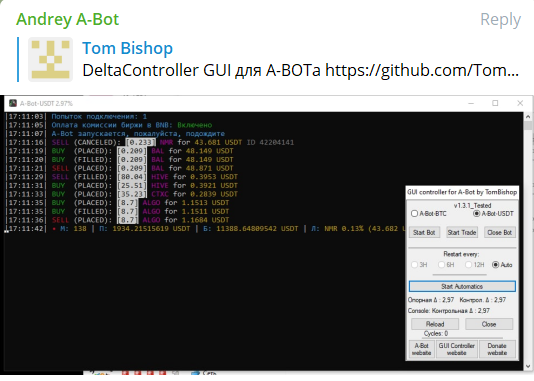 Andrey A-Bot
Reply
Tom Bishop
DeltaController GUI для A-BOTa https://github.com/Tom...
A-Bot-USDT 2.97%
[17:11:03] Попыток подключения: 1
[17:11:05] Оплата комиссии биржи в BNB: Включено
[17:11:07] A-Bot запускается, пожалуйста, подождите
[17:11:16] SELL (CANCELED): [0.233] NMR for 43.681 USDT ID 42204141
[17:11:19] BUY (PLACED): [0.209] BAL for 48.149 USDT
[17:11:20] BUY (FILLED): [0.209] BAL for 48.149 USDT
[17:11:21] SELL (PLACED): [0.209] BAL for 48.871 USDT
[17:11:29] SELL (FILLED): [80.04] HIVE for 0.3953 USDT
[17:11:31] BUY (PLACED): [25.51] HIVE for 0.3921 USDT
[17:11:33] BUY (PLACED): [35.23] CTXC for 0.2839 USDT
[17:11:35] BUY (PLACED): [8.7] ALGO for 1.1513 USDT
[17:11:35] BUY (FILLED): [8.7] ALGO for 1.1511 USDT
[17:11:36] SELL (PLACED): [8.7] ALGO for 1.1684 USDT
[17:11:42] M: 138 | П: 1934.21515619 USDT | Б: 11388.64809542 USDT | Л: NMR 0.13% (43.682
GUI controller for A-Bot by TomBishop
v1.3.1_Tested
A-Bot-BTC A-Bot-USDT
Start Bot Start Trade Close Bot
Restart every:
3H 6H 12H Auto
Start Automatics
Опорная Δ : 2,97 Контрол. Δ : 2,97
Console: Контрольная Δ : 2,97
Reload Close
Cycles: 0
A-Bot website GUI Controller website Donate website